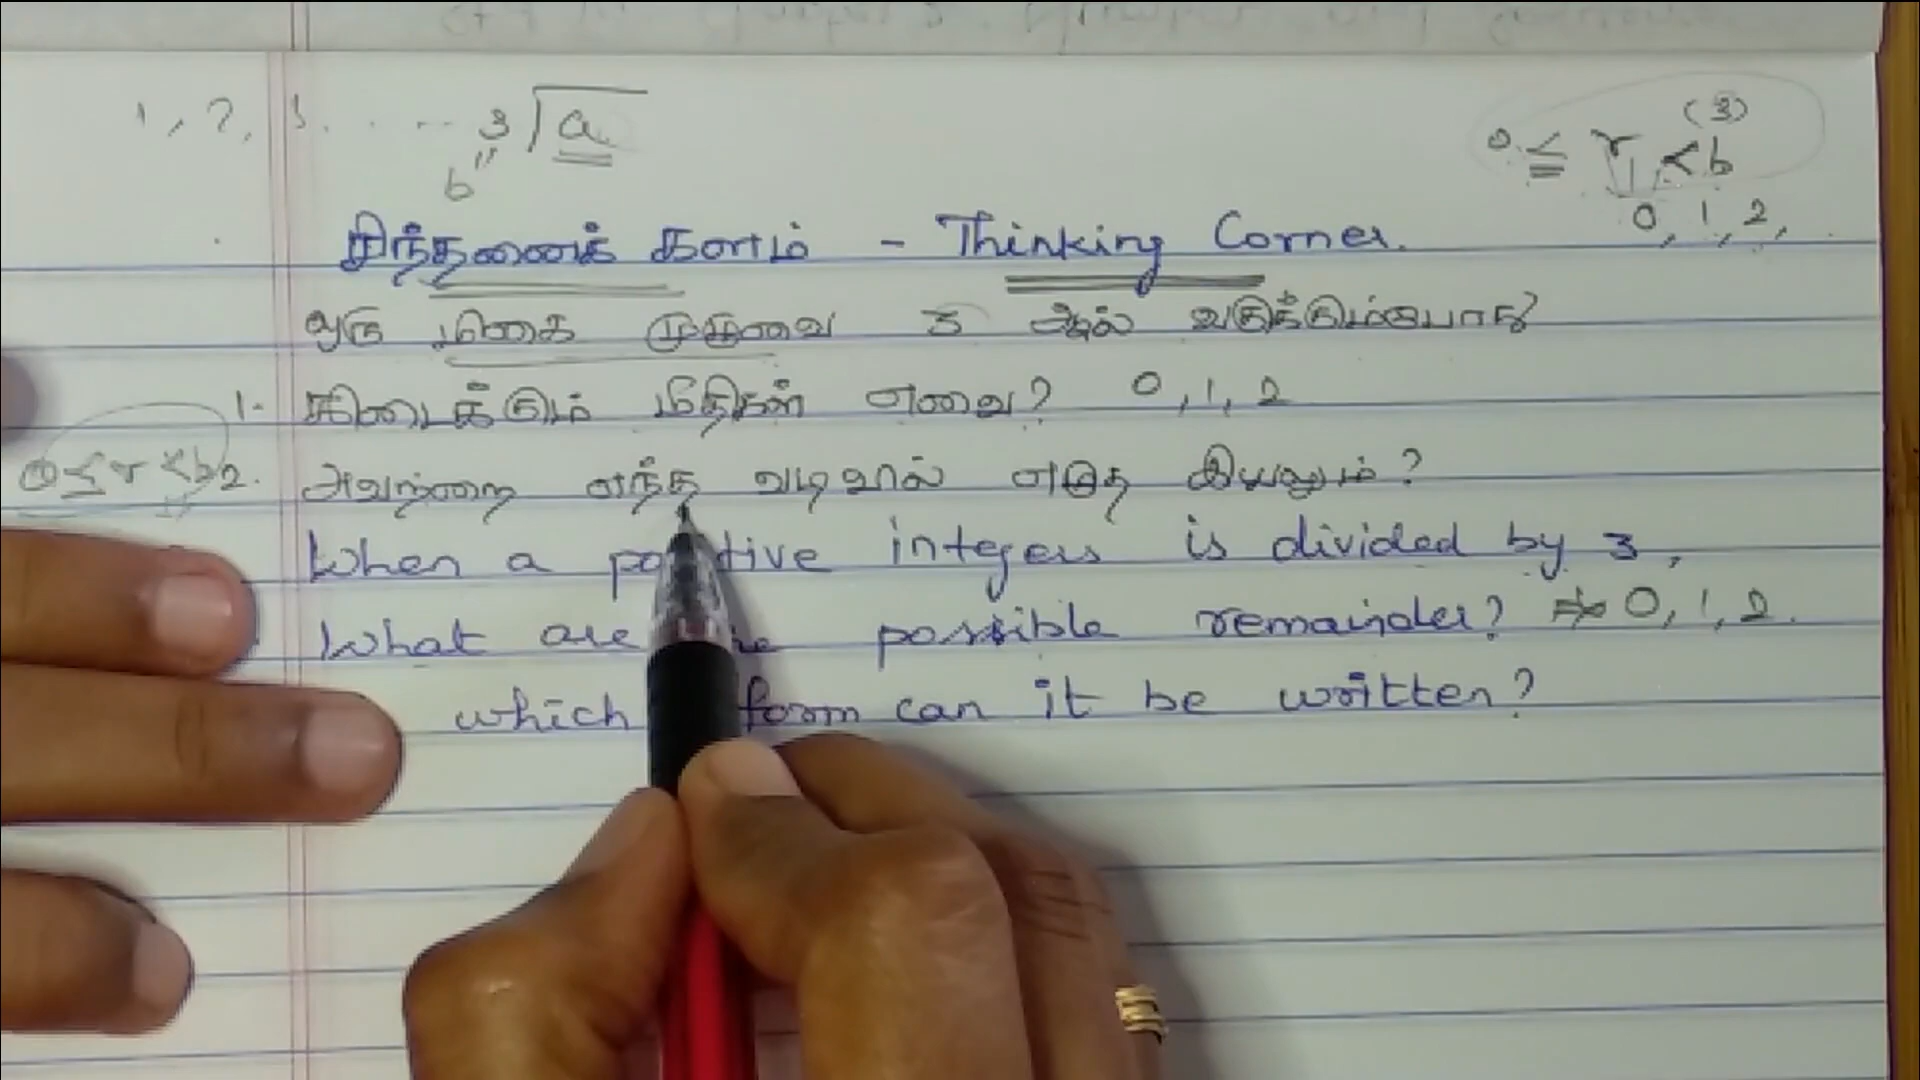 1, 2, 3. . . . . . 3 a
b "
(3)
0 ≤ r < b
0, 1, 2,
சிந்தனைக் களம் - Thinking Corner.
ஒரு மிகை முழுவை 3 ஆல் வகுக்கும்போது
1. கிடைக்கும் மீதிகள் எவை? 0, 1, 2
0 ≤ r < b 2. அவற்றை எந்த வடிவில் எழுத இயலும்?
When a positive integers is divided by 3,
What are the possible remainder? 0, 1, 2.
which form can it be written?